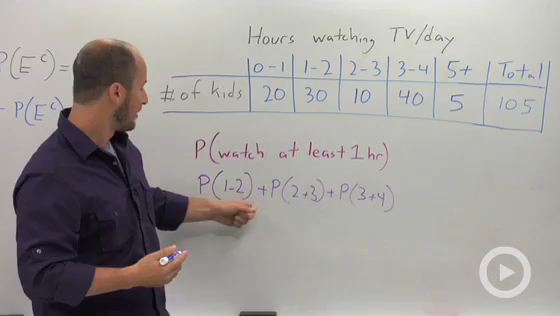 Hours watching TV/day
0-1 1-2 2-3 3-4 5+ Total
# of kids 20 30 10 40 5 105
P(E^c) =
- P(E^c)
P(watch at least 1 hr)
P(1-2) + P(2+3) + P(3+4)